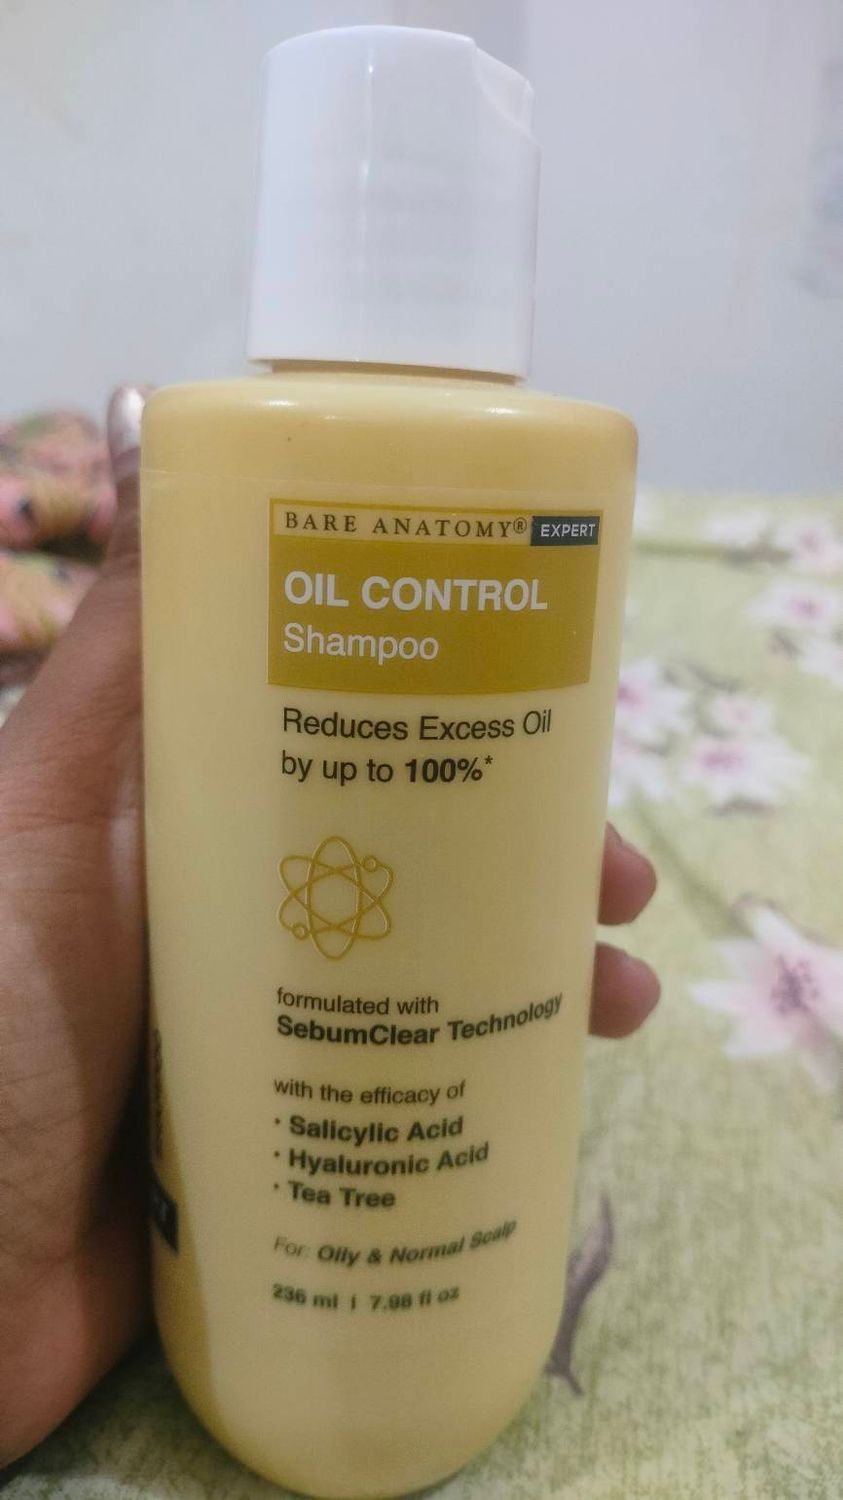 BARE ANATOMY® EXPERT
OIL CONTROL
Shampoo
Reduces Excess Oil
by up to 100%*
formulated with
SebumClear Technology
with the efficacy of
• Salicylic Acid
• Hyaluronic Acid
• Tea Tree
For: Oily & Normal Scalp
236 ml | 7.98 fl oz